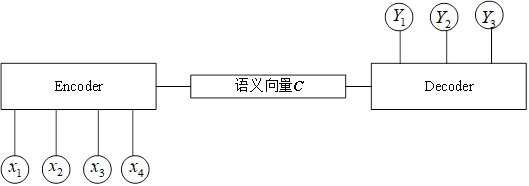 Y1 Y2 Y3
Encoder 语义向量C Decoder
x1 x2 x3 x4